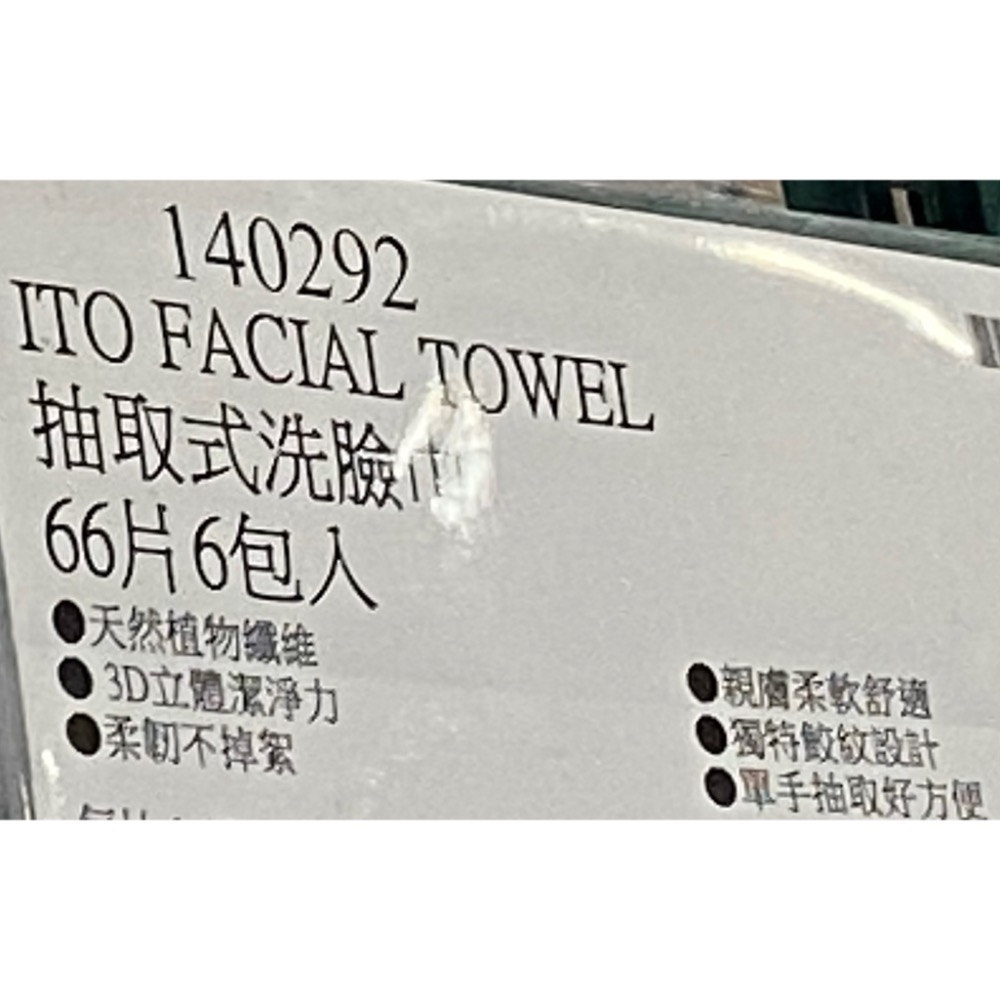 140292
ITO FACIAL TOWEL
抽取式洗臉巾
66片6包入
●天然植物纖維
●3D立體潔淨力
●柔韌不掉絮
●親膚柔軟舒適
●獨特餃紋設計
●單手抽取好方便